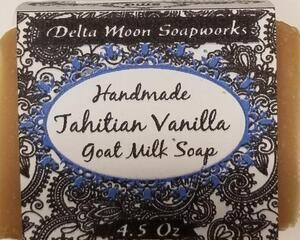 Delta Moon Soapworks
Handmade
Tahitian Vanilla
Goat Milk Soap
4.5 Oz